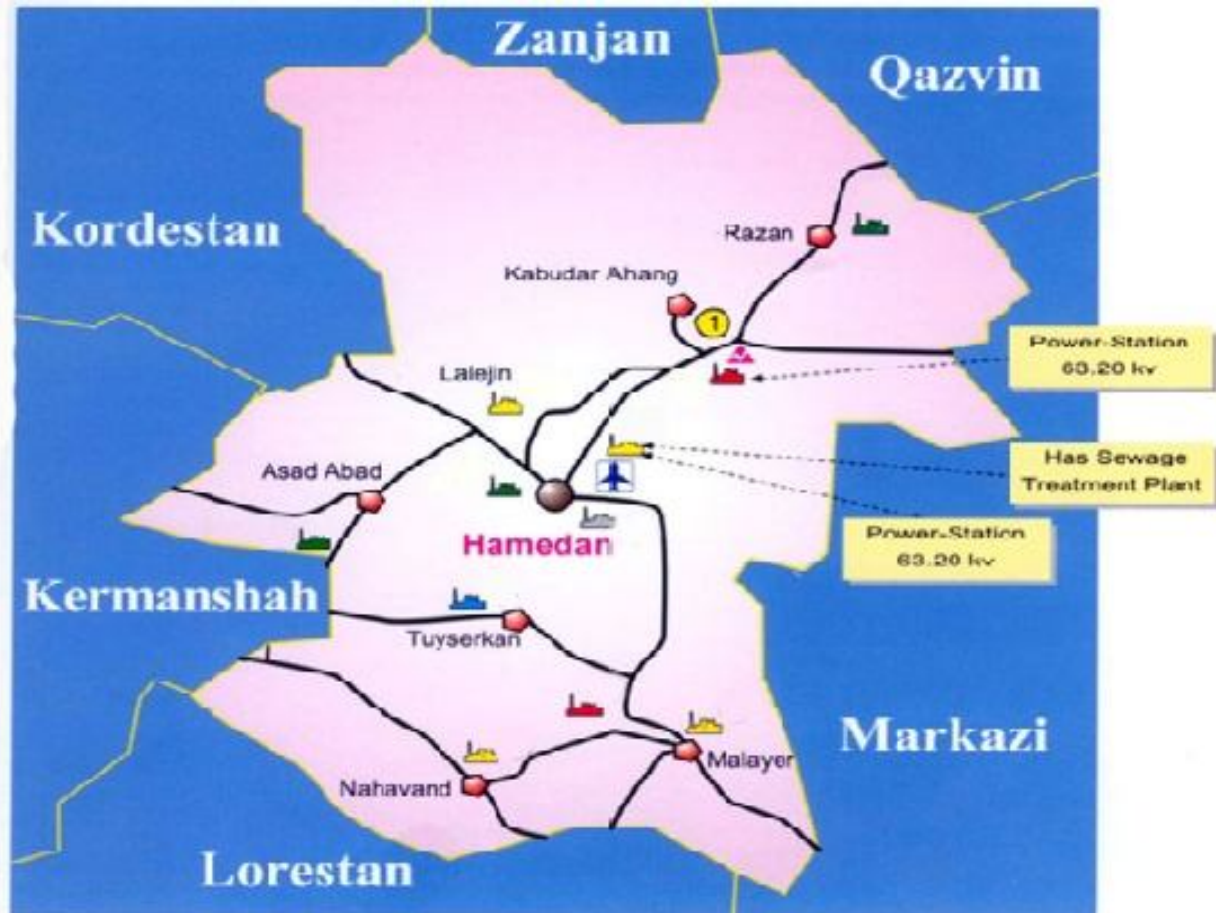 Zanjan
Qazvin
Kordestan
Razan
Kabudar Ahang
1
Power-Station
63.20 kv
Lalejin
Asad Abad
Has Sewage
Treatment Plant
Hamedan
Power-Station
63.20 kv
Kermanshah
Tuyserkan
Markazi
Malayer
Nahavand
Lorestan